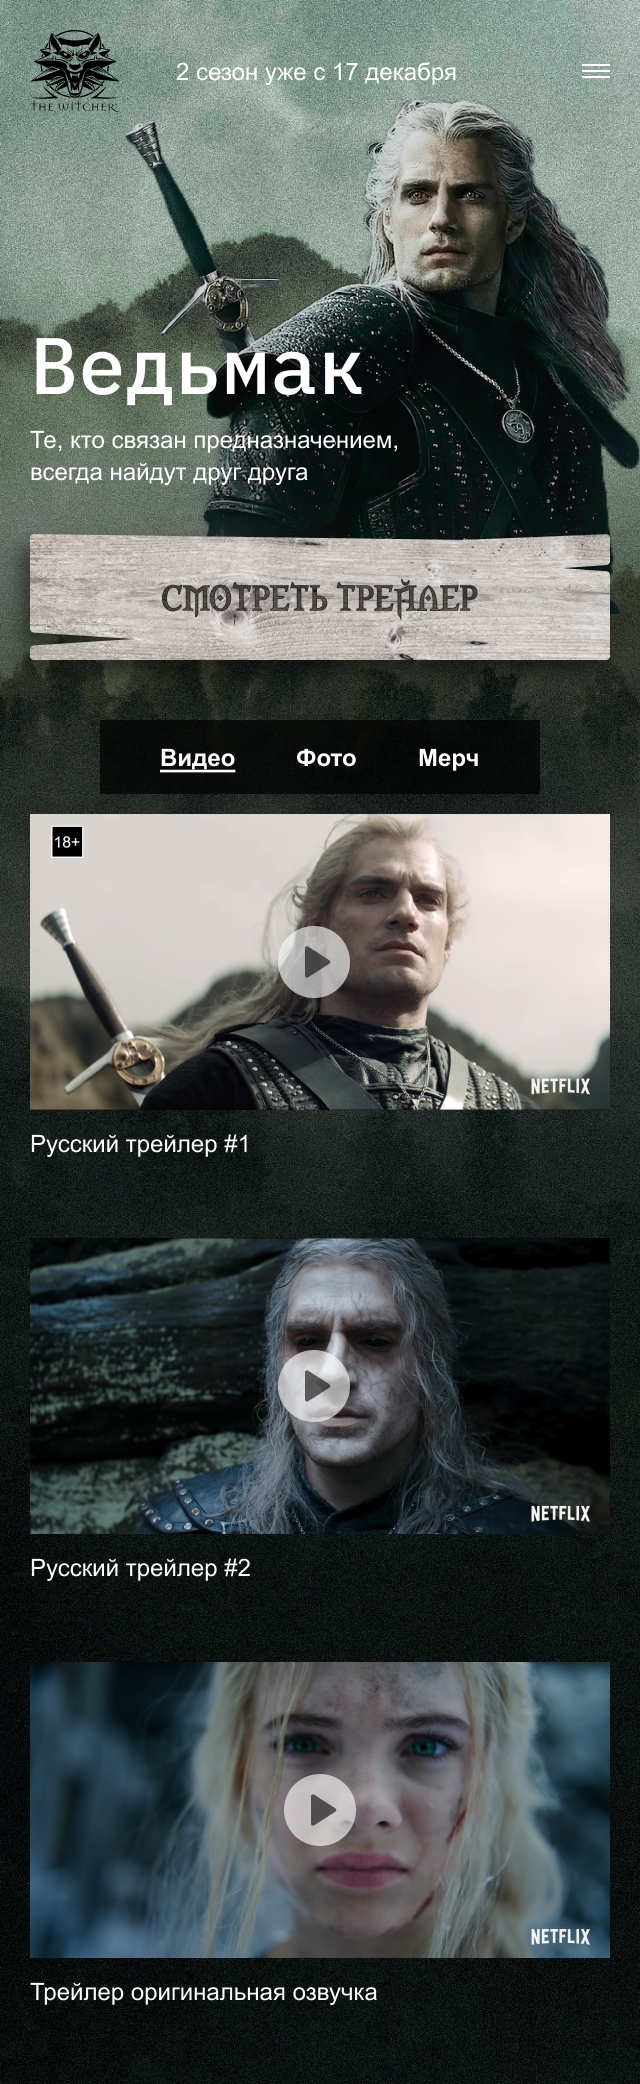 THE WITCHER
2 сезон уже с 17 декабря
Ведьмак
Те, кто связан предназначением,
всегда найдут друг друга
СМОТРЕТЬ ТРЕЙЛЕР
Видео Фото Мерч
18+
NETFLIX
Русский трейлер #1
NETFLIX
Русский трейлер #2
NETFLIX
Трейлер оригинальная озвучка